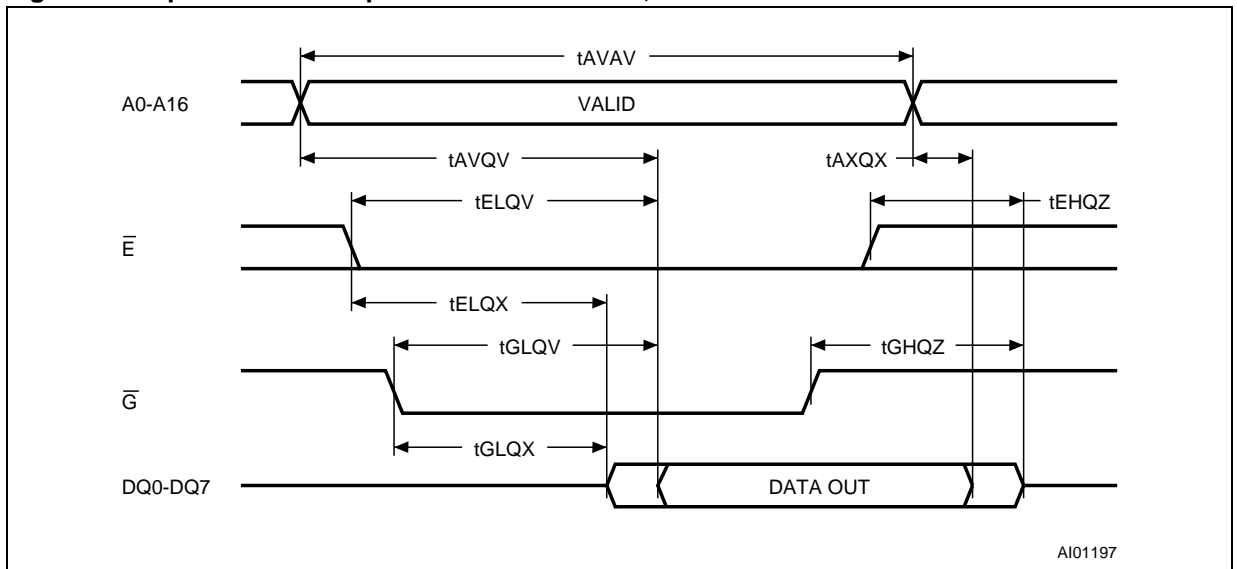 tAVAV
A0-A16
VALID
tAVQV
tAXQX
tELQV
tEHQZ
E̅
tELQX
tGLQV
tGHQZ
G̅
tGLQX
DQ0-DQ7
DATA OUT
AI01197